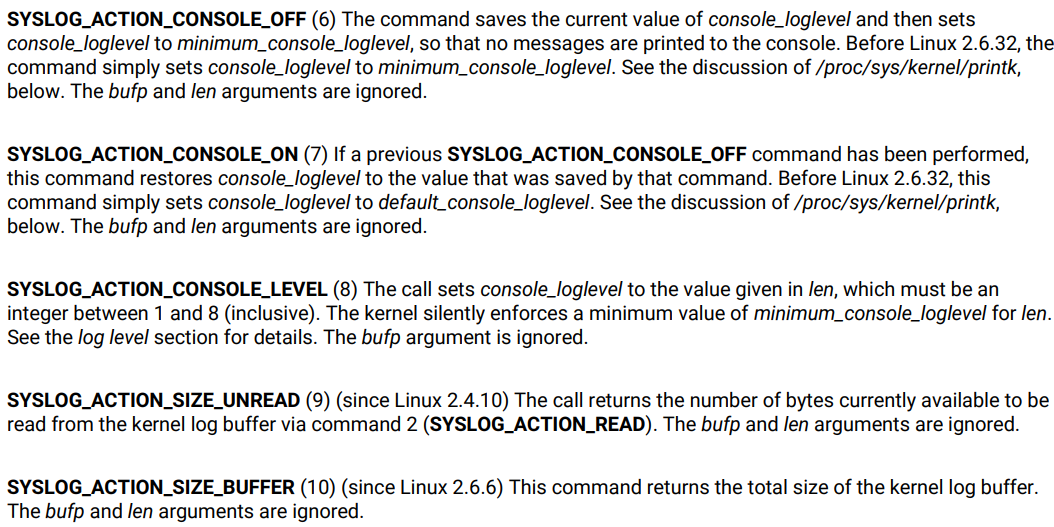 SYSLOG_ACTION_CONSOLE_OFF (6) The command saves the current value of console_loglevel and then sets
console_loglevel to minimum_console_loglevel, so that no messages are printed to the console. Before Linux 2.6.32, the
command simply sets console_loglevel to minimum_console_loglevel. See the discussion of /proc/sys/kernel/printk,
below. The bufp and len arguments are ignored.
SYSLOG_ACTION_CONSOLE_ON (7) If a previous SYSLOG_ACTION_CONSOLE_OFF command has been performed,
this command restores console_loglevel to the value that was saved by that command. Before Linux 2.6.32, this
command simply sets console_loglevel to default_console_loglevel. See the discussion of /proc/sys/kernel/printk,
below. The bufp and len arguments are ignored.
SYSLOG_ACTION_CONSOLE_LEVEL (8) The call sets console_loglevel to the value given in len, which must be an
integer between 1 and 8 (inclusive). The kernel silently enforces a minimum value of minimum_console_loglevel for len.
See the log level section for details. The bufp argument is ignored.
SYSLOG_ACTION_SIZE_UNREAD (9) (since Linux 2.4.10) The call returns the number of bytes currently available to be
read from the kernel log buffer via command 2 (SYSLOG_ACTION_READ). The bufp and len arguments are ignored.
SYSLOG_ACTION_SIZE_BUFFER (10) (since Linux 2.6.6) This command returns the total size of the kernel log buffer.
The bufp and len arguments are ignored.